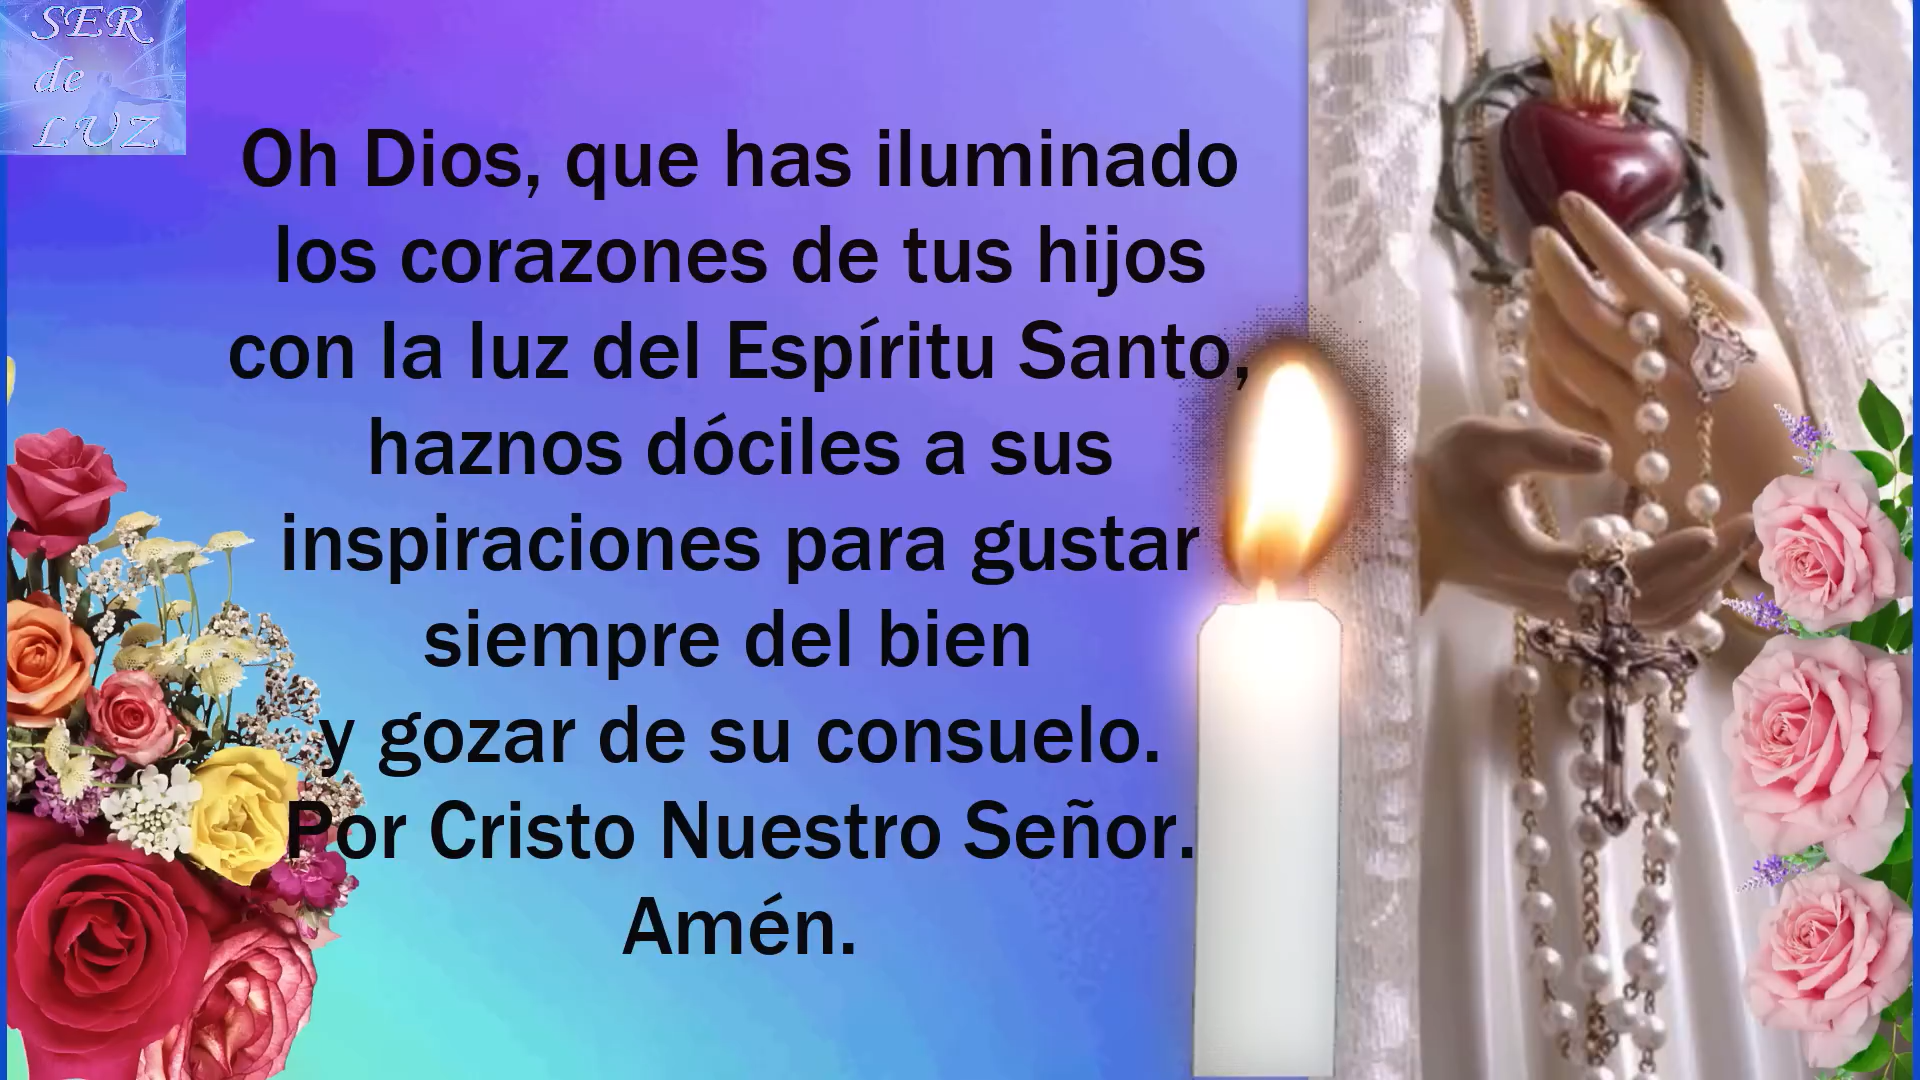 SER
de
LUZ
Oh Dios, que has iluminado
los corazones de tus hijos
con la luz del Espíritu Santo,
haznos dóciles a sus
inspiraciones para gustar
siempre del bien
y gozar de su consuelo.
Por Cristo Nuestro Señor.
Amén.